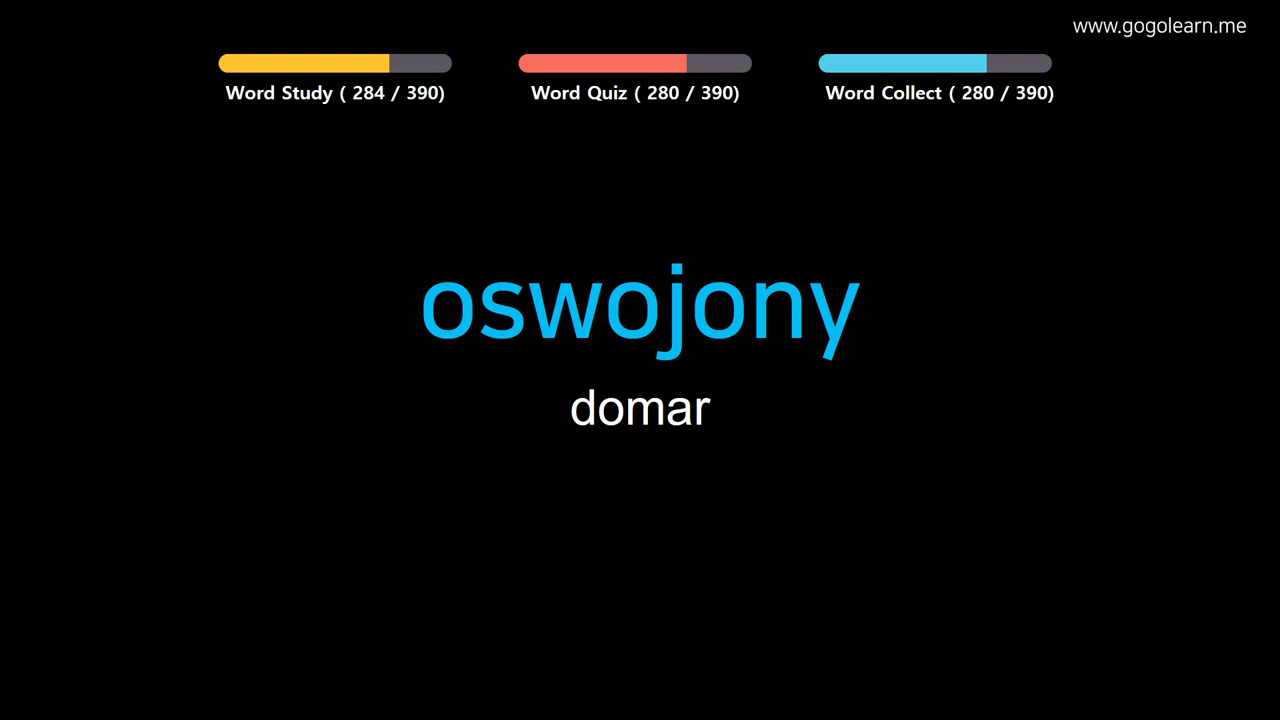 www.gogolearn.me
Word Study ( 284 / 390)
Word Quiz ( 280 / 390)
Word Collect ( 280 / 390)
oswojony
domar